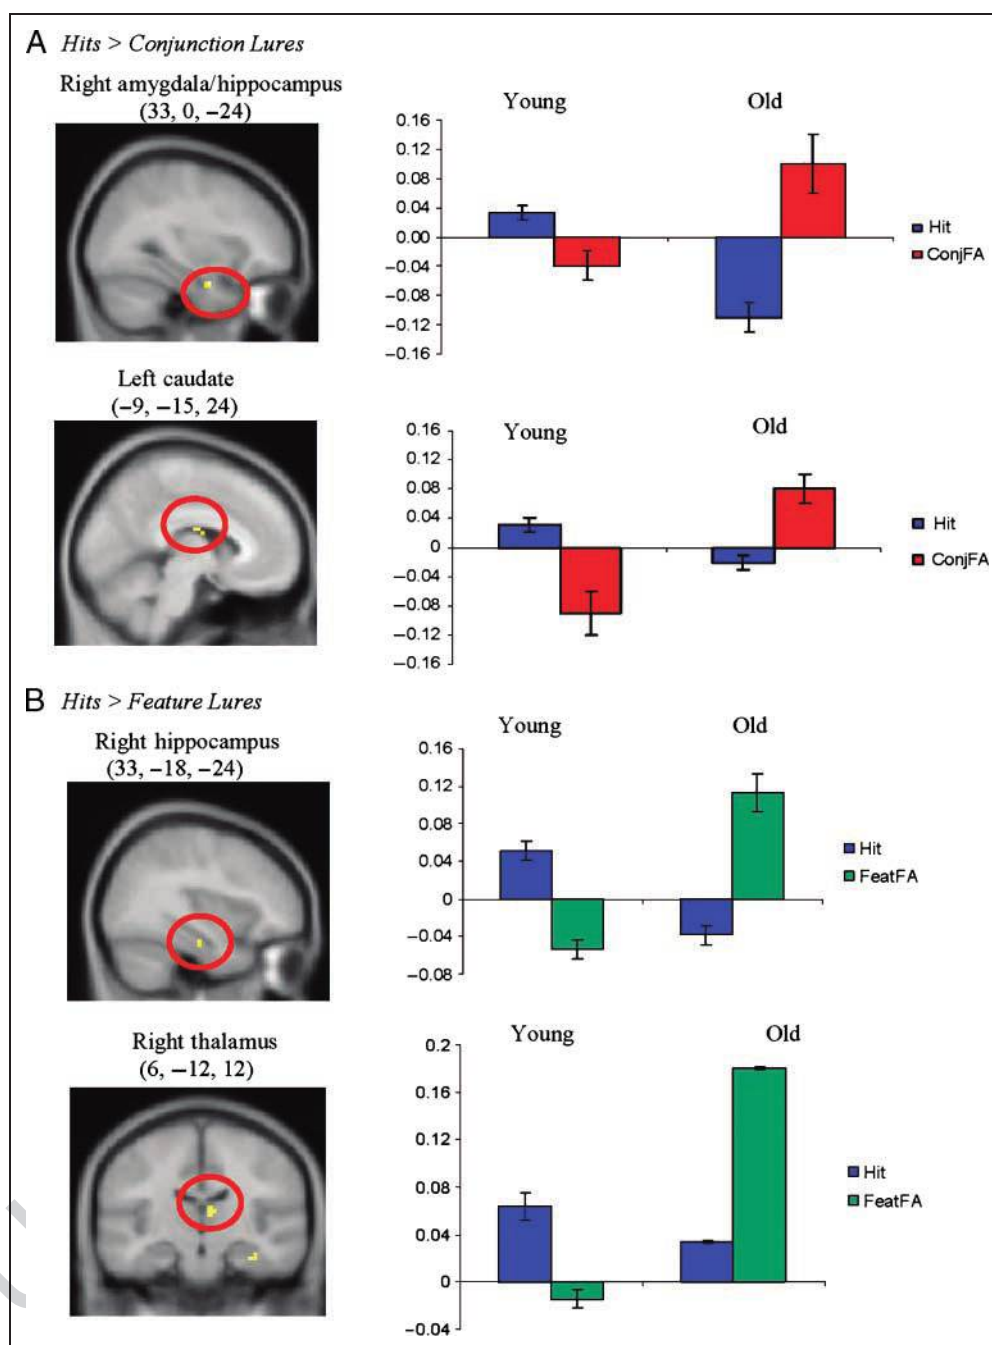 A Hits > Conjunction Lures
Right amygdala/hippocampus
(33, 0, −24)
Young
Old
0.16
0.12
0.08
0.04
0.00
−0.04
−0.08
−0.12
−0.16
Hit
ConjFA
Left caudate
(−9, −15, 24)
Young
Old
0.16
0.12
0.08
0.04
0
−0.04
−0.08
−0.12
−0.16
Hit
ConjFA
B Hits > Feature Lures
Right hippocampus
(33, −18, −24)
Young
Old
0.16
0.12
0.08
0.04
0
−0.04
−0.08
Hit
FeatFA
Right thalamus
(6, −12, 12)
Young
Old
0.2
0.16
0.12
0.08
0.04
0
−0.04
Hit
FeatFA